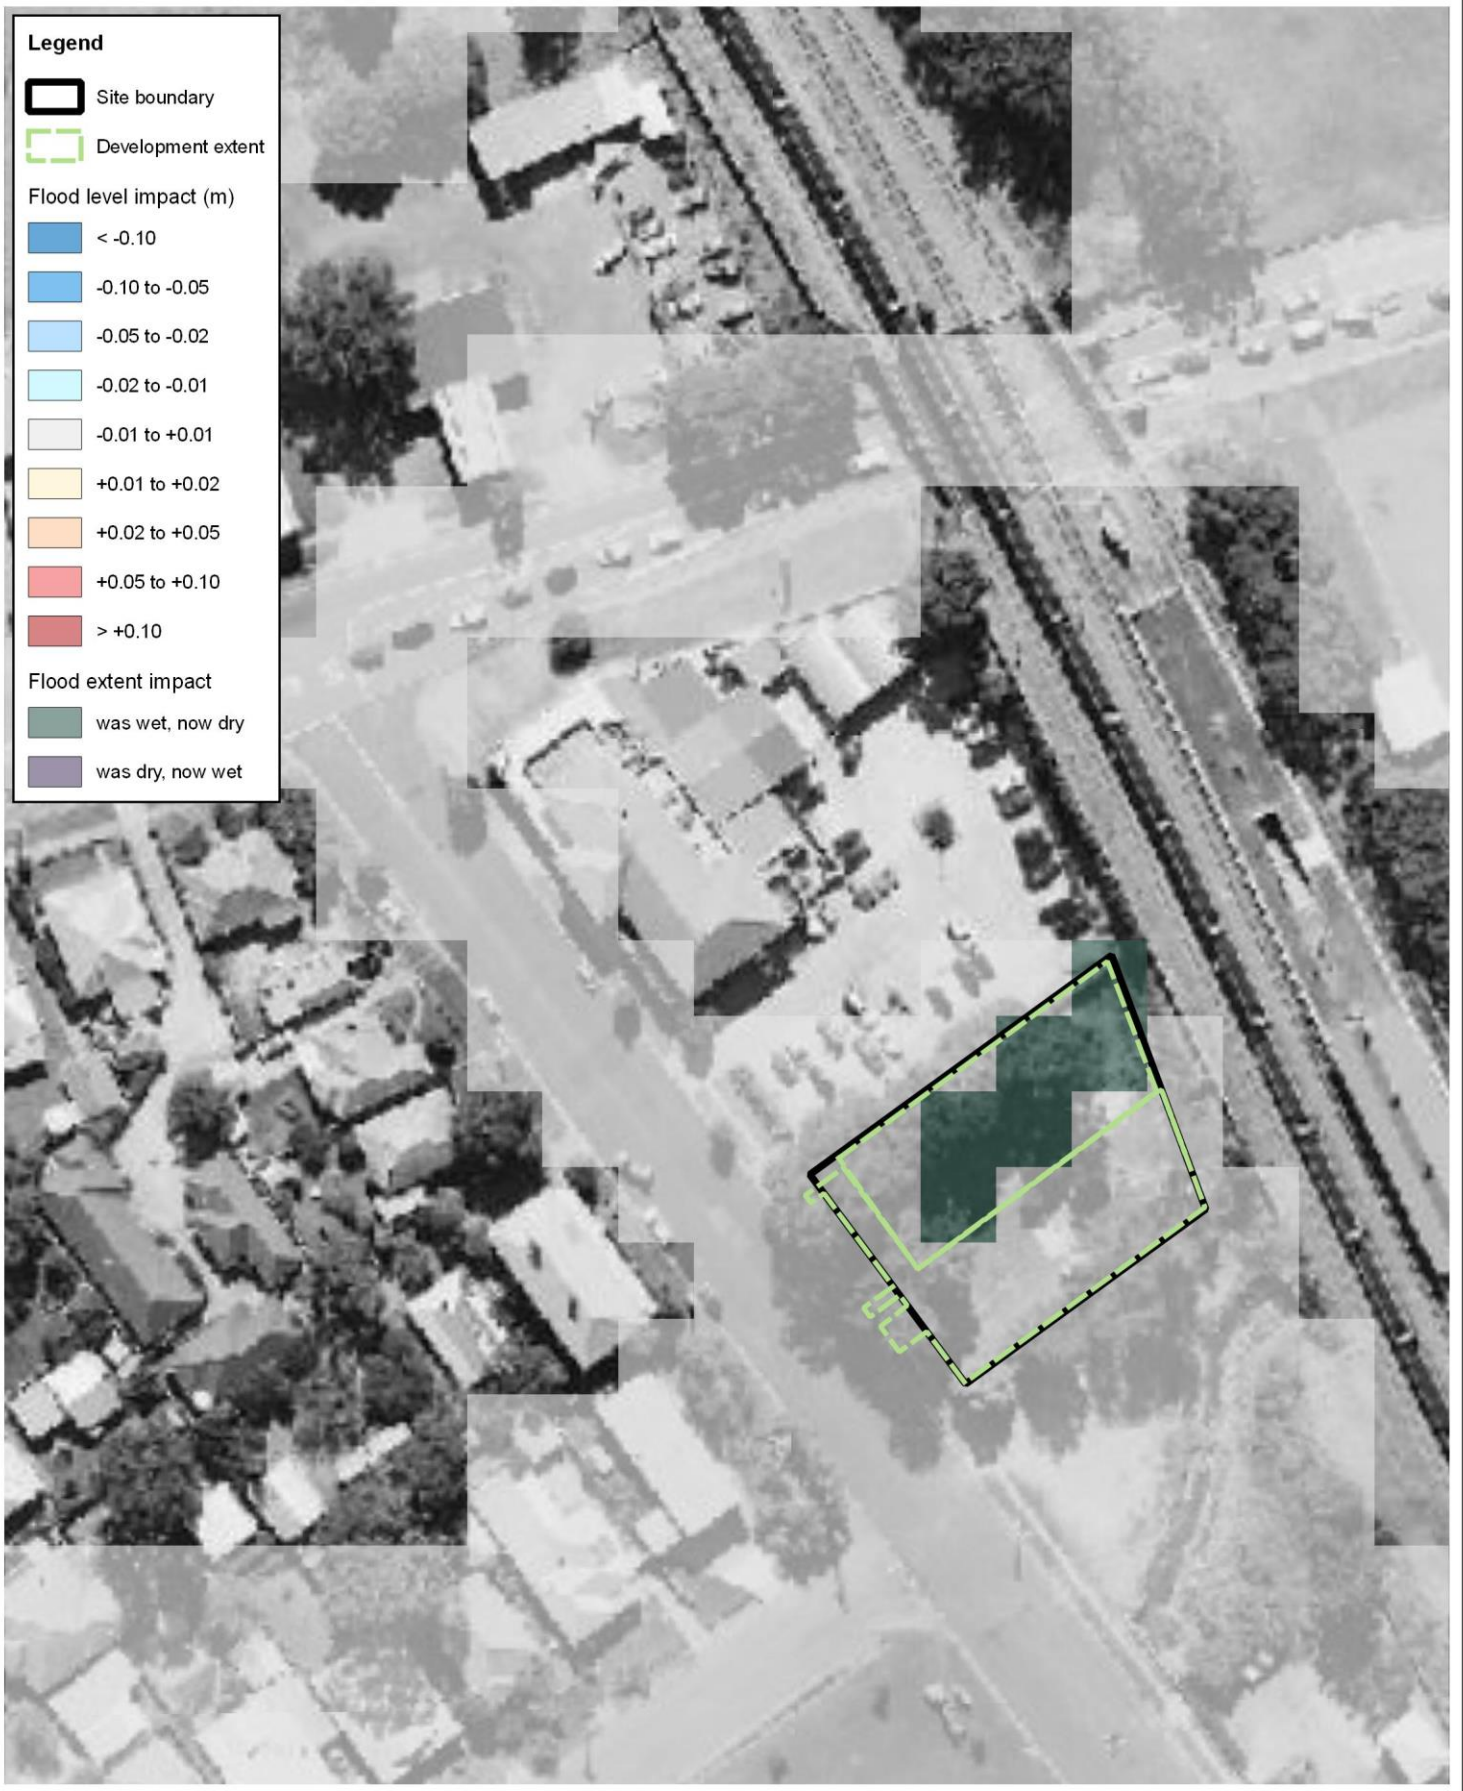 Legend
Site boundary
Development extent
Flood level impact (m)
< -0.10
-0.10 to -0.05
-0.05 to -0.02
-0.02 to -0.01
-0.01 to +0.01
+0.01 to +0.02
+0.02 to +0.05
+0.05 to +0.10
> +0.10
Flood extent impact
was wet, now dry
was dry, now wet